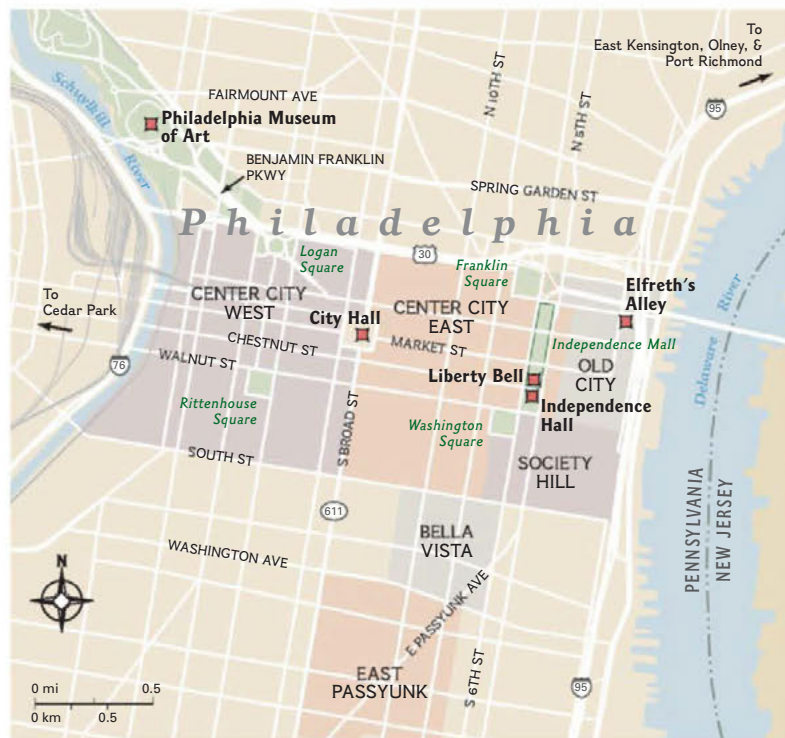 To
East Kensington, Olney, &
Port Richmond
N 10TH ST
N 5TH ST
95
Schuylkill
River
FAIRMOUNT AVE
Philadelphia Museum
of Art
BENJAMIN FRANKLIN
PKWY
SPRING GARDEN ST
Philadelphia
Logan
Square
30
Franklin
Square
To
Cedar Park
CENTER CITY
WEST
City Hall
CENTER CITY
EAST
Elfreth's
Alley
Delaware River
CHESTNUT ST
MARKET ST
Independence Mall
WALNUT ST
76
Liberty Bell
OLD
CITY
Rittenhouse
Square
S BROAD ST
Washington
Square
Independence
Hall
SOUTH ST
SOCIETY
HILL
611
PENNSYLVANIA
NEW JERSEY
BELLA
VISTA
WASHINGTON AVE
N
E PASSYUNK AVE
EAST
PASSYUNK
S 6TH ST
95
0 mi 0.5
0 km 0.5